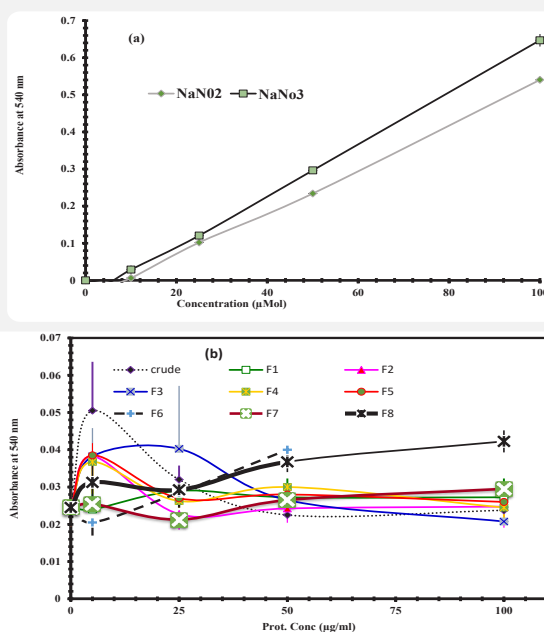 (a)
0.7
0.6
0.5
0.4
0.3
0.2
0.1
0
Absorbance at 540 nm
NaN02 NaNo3
0 20 40 60 80 100
Concentration (µMol)
(b)
0.07
0.06
0.05
0.04
0.03
0.02
0.01
0
Absorbance at 540 nm
crude F1 F2
F3 F4 F5
F6 F7 F8
0 25 50 75 100
Prot. Conc (µg/ml)